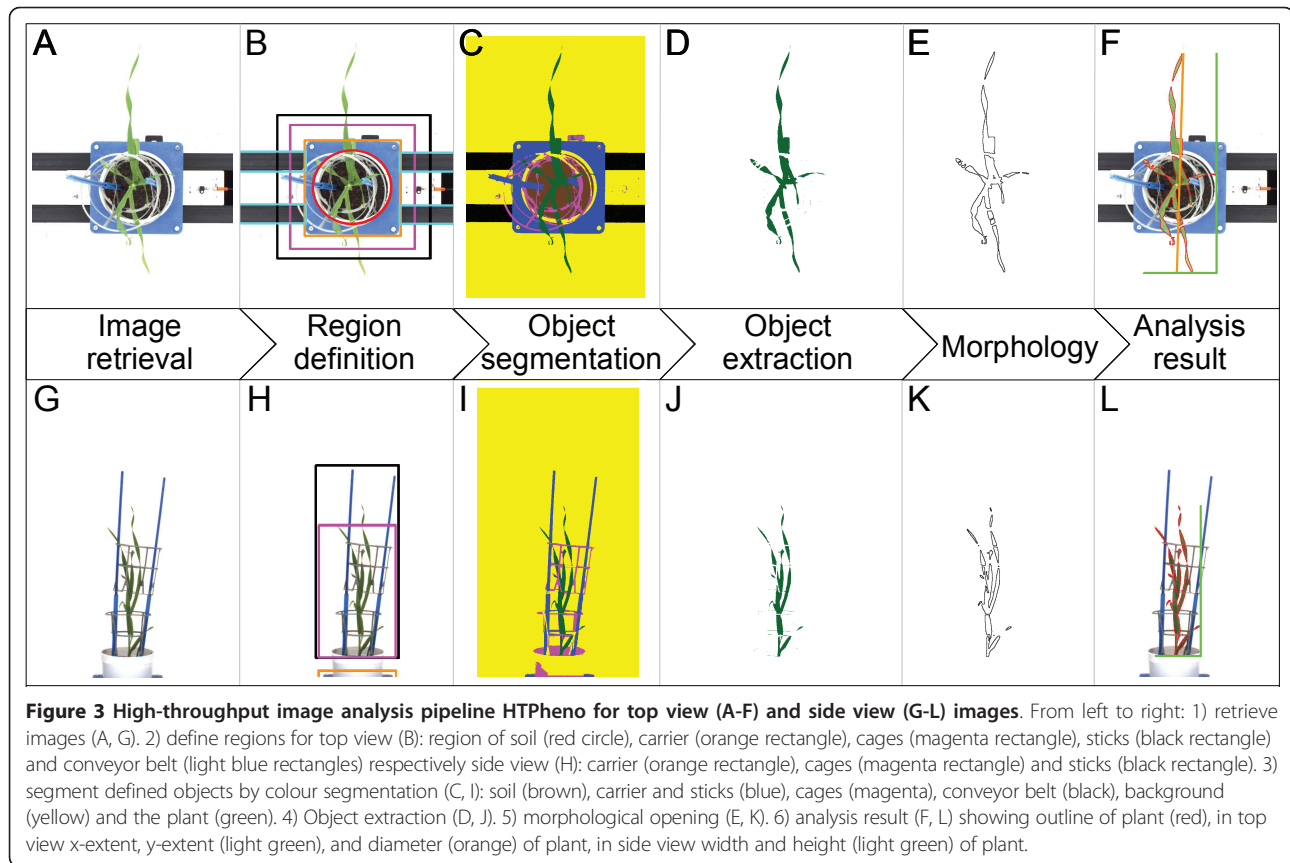 A B C D E F
Image Region Object Object Morphology Analysis
retrieval definition segmentation extraction result
G H I J K L
Figure 3 High-throughput image analysis pipeline HTPheno for top view (A-F) and side view (G-L) images. From left to right: 1) retrieve
images (A, G). 2) define regions for top view (B): region of soil (red circle), carrier (orange rectangle), cages (magenta rectangle), sticks (black rectangle)
and conveyor belt (light blue rectangles) respectively side view (H): carrier (orange rectangle), cages (magenta rectangle) and sticks (black rectangle). 3)
segment defined objects by colour segmentation (C, I): soil (brown), carrier and sticks (blue), cages (magenta), conveyor belt (black), background
(yellow) and the plant (green). 4) Object extraction (D, J). 5) morphological opening (E, K). 6) analysis result (F, L) showing outline of plant (red), in top
view x-extent, y-extent (light green), and diameter (orange) of plant, in side view width and height (light green) of plant.